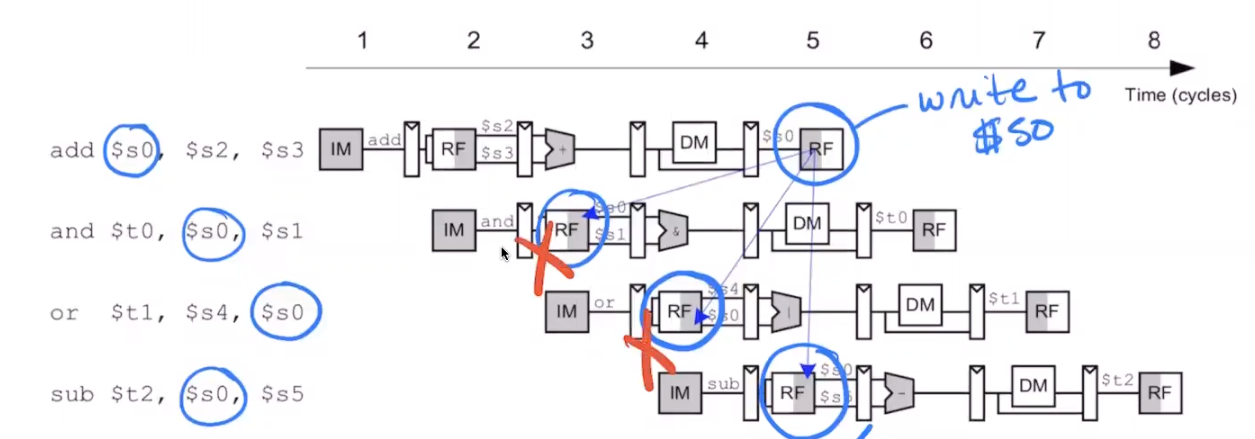 1 2 3 4 5 6 7 8
Time (cycles)
write to
$s0
add $s0, $s2, $s3 IM add RF $s2 $s3 + DM $s0 RF
and $t0, $s0, $s1 IM and RF $s0 $s1 & DM $t0 RF
or $t1, $s4, $s0 IM or RF $s4 $s0 | DM $t1 RF
sub $t2, $s0, $s5 IM sub RF $s0 $s5 - DM $t2 RF